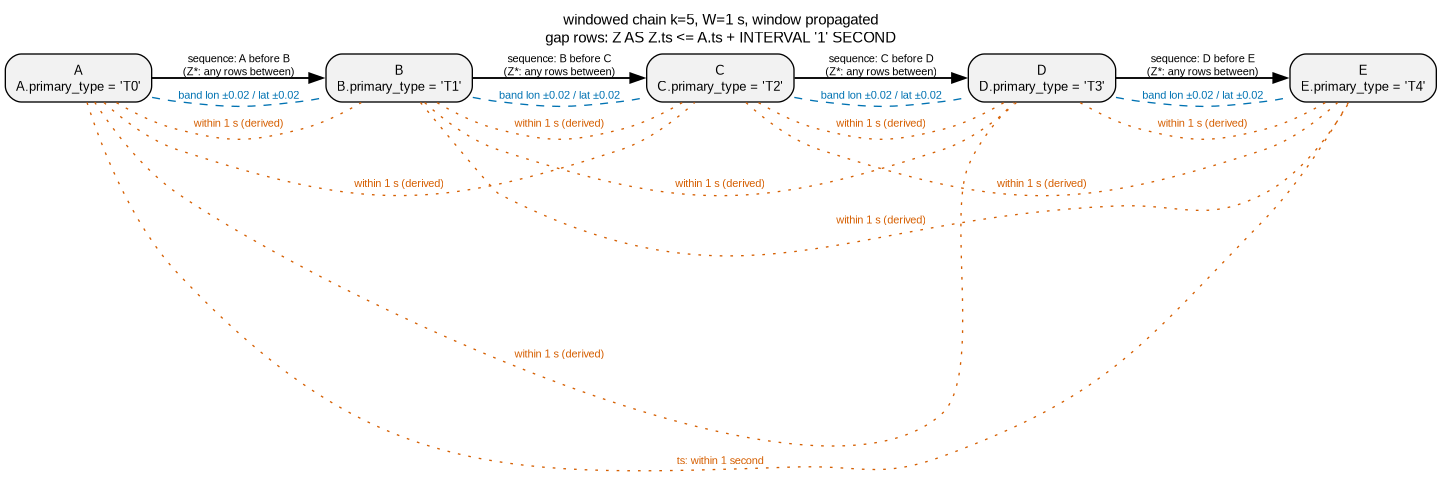 windowed chain k=5, W=1 s, window propagated
gap rows: Z AS Z.ts <= A.ts + INTERVAL '1' SECOND
A
A.primary_type = 'T0'
sequence: A before B
(Z*: any rows between)
band lon ±0.02 / lat ±0.02
B
B.primary_type = 'T1'
sequence: B before C
(Z*: any rows between)
band lon ±0.02 / lat ±0.02
C
C.primary_type = 'T2'
sequence: C before D
(Z*: any rows between)
band lon ±0.02 / lat ±0.02
D
D.primary_type = 'T3'
sequence: D before E
(Z*: any rows between)
band lon ±0.02 / lat ±0.02
E
E.primary_type = 'T4'
within 1 s (derived)
within 1 s (derived)
within 1 s (derived)
within 1 s (derived)
within 1 s (derived)
within 1 s (derived)
within 1 s (derived)
within 1 s (derived)
within 1 s (derived)
ts: within 1 second